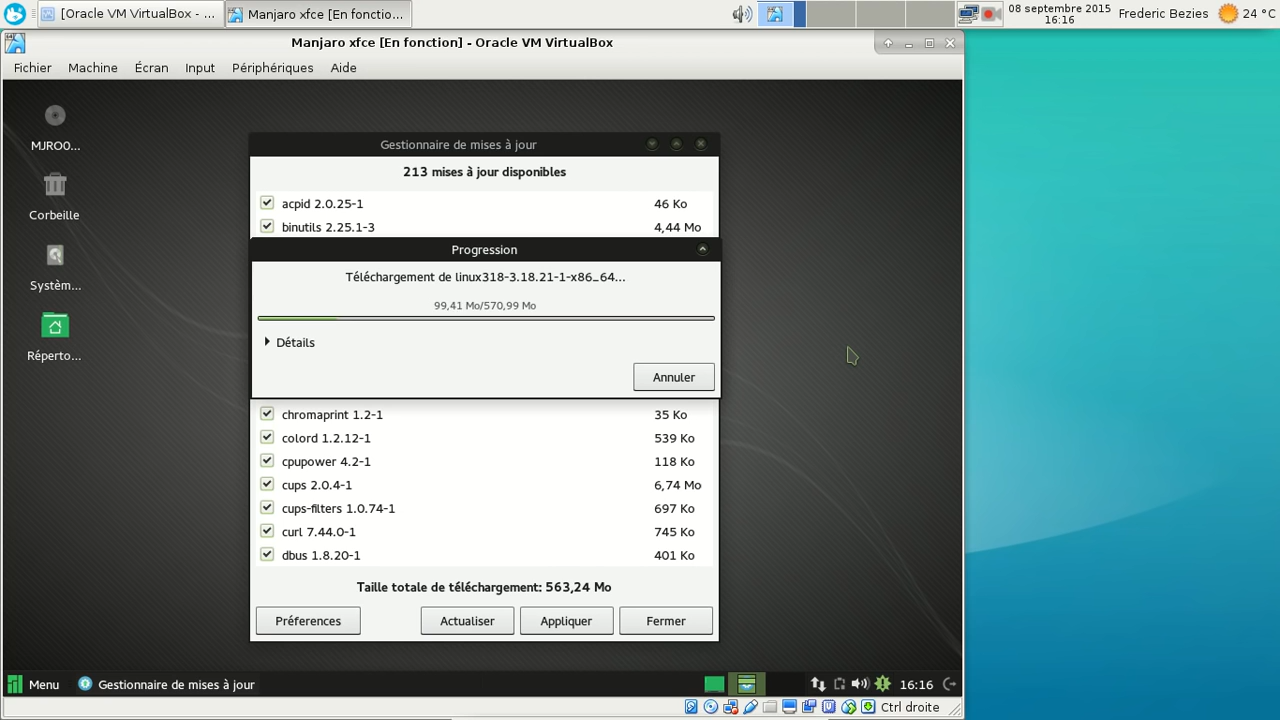 [Oracle VM VirtualBox - ...
Manjaro xfce [En fonctio...
08 septembre 2015
16:16
Frederic Bezies
24 °C
Manjaro xfce [En fonction] - Oracle VM VirtualBox
Fichier Machine Écran Input Périphériques Aide
MJRO0...
Corbeille
Systèm...
Réperto...
Gestionnaire de mises à jour
213 mises à jour disponibles
acpid 2.0.25-1 46 Ko
binutils 2.25.1-3 4,44 Mo
Progression
Téléchargement de linux318-3.18.21-1-x86_64...
99,41 Mo/570,99 Mo
Détails
Annuler
chromaprint 1.2-1 35 Ko
colord 1.2.12-1 539 Ko
cpupower 4.2-1 118 Ko
cups 2.0.4-1 6,74 Mo
cups-filters 1.0.74-1 697 Ko
curl 7.44.0-1 745 Ko
dbus 1.8.20-1 401 Ko
Taille totale de téléchargement: 563,24 Mo
Préferences Actualiser Appliquer Fermer
Menu Gestionnaire de mises à jour 16:16
Ctrl droite